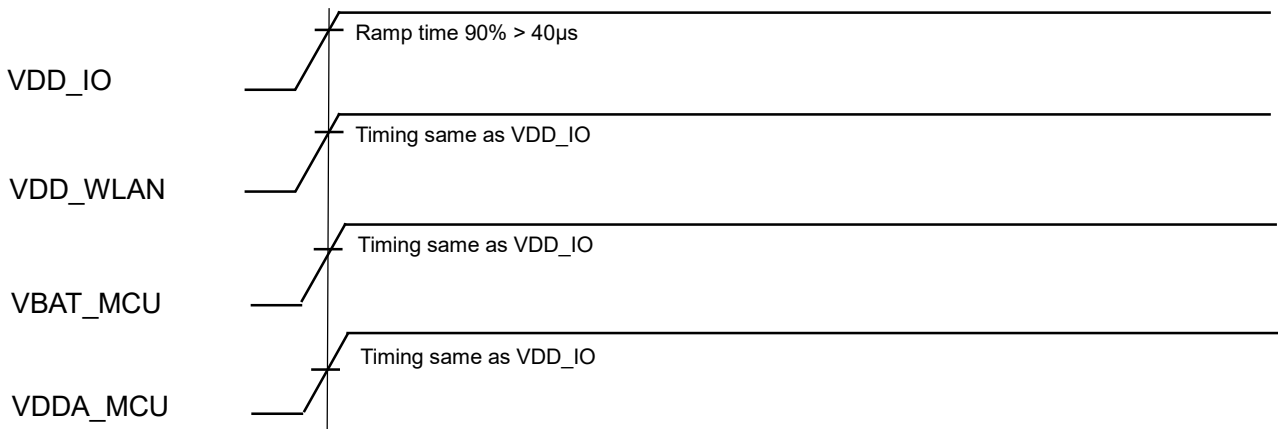 Ramp time 90% > 40µs
VDD_IO
Timing same as VDD_IO
VDD_WLAN
Timing same as VDD_IO
VBAT_MCU
Timing same as VDD_IO
VDDA_MCU